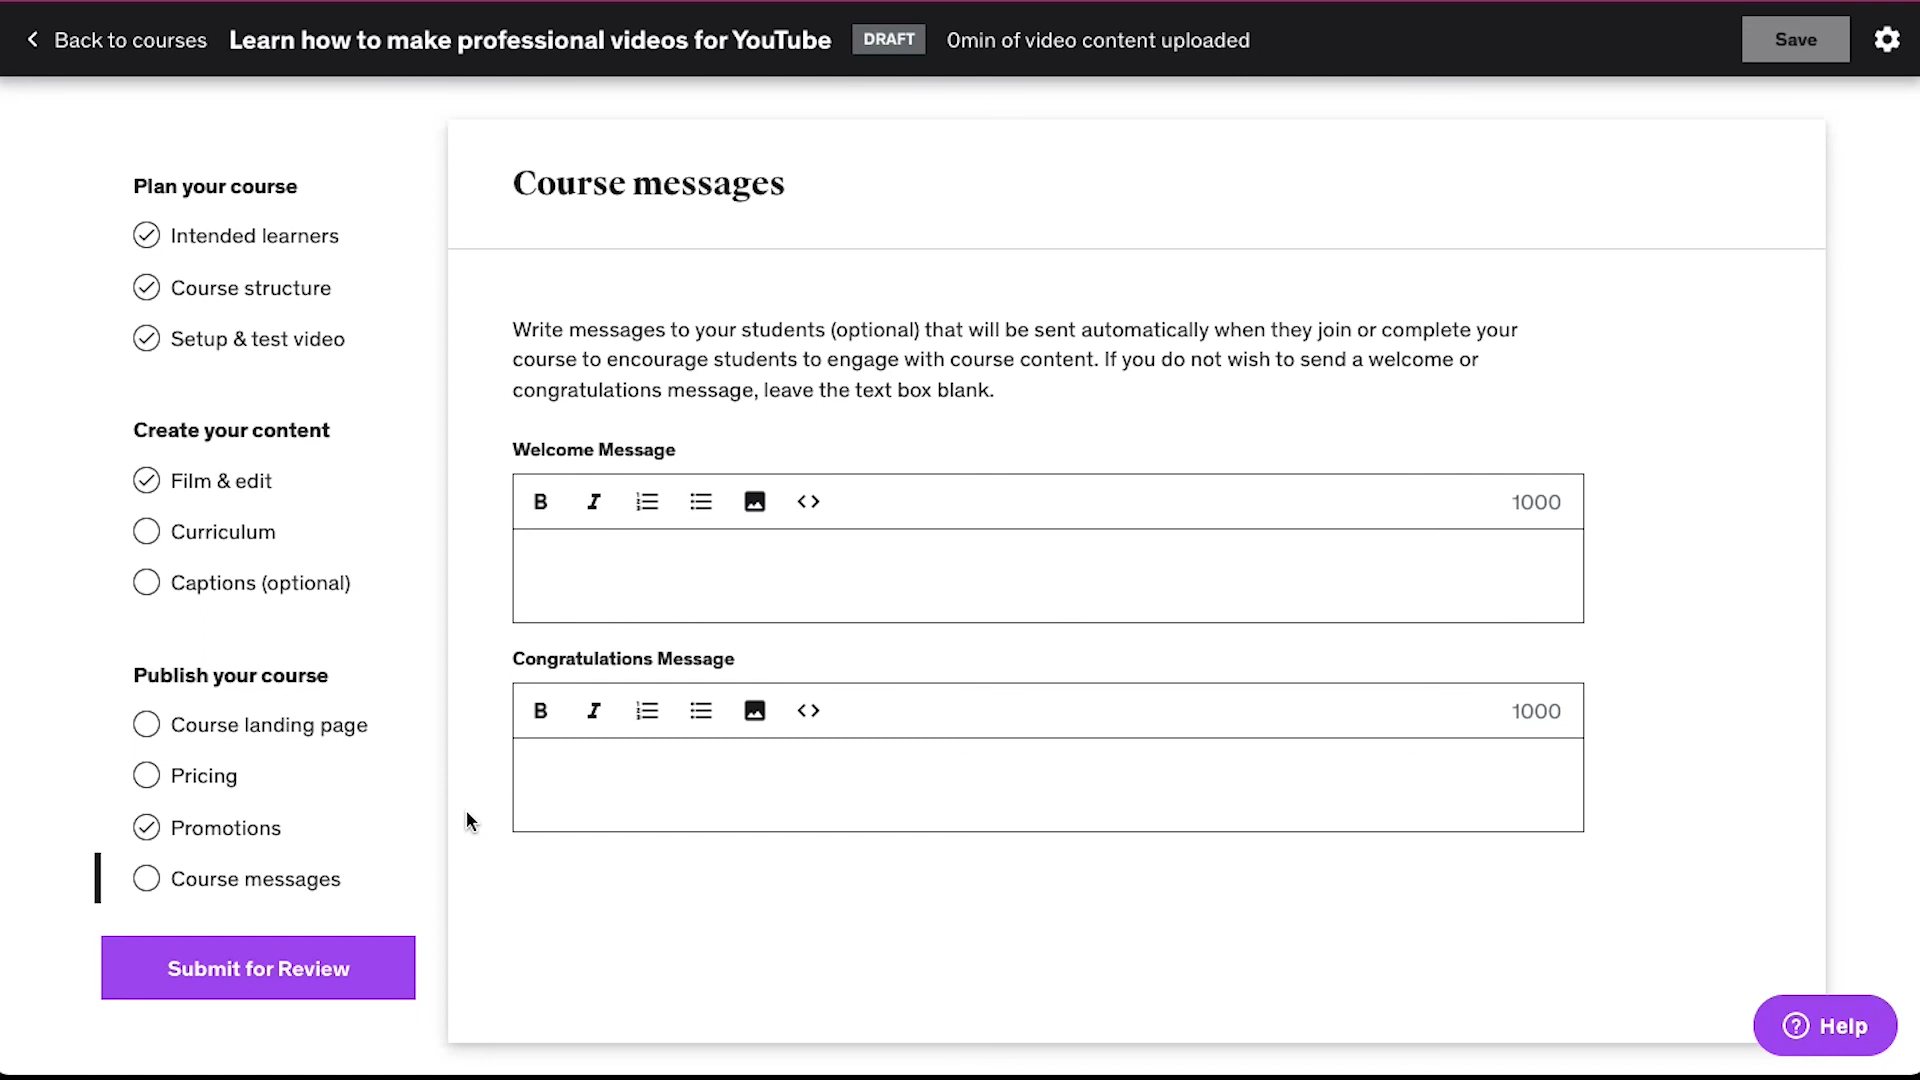 Back to courses
Learn how to make professional videos for YouTube
DRAFT
0min of video content uploaded
Save
Plan your course
Intended learners
Course structure
Setup & test video
Create your content
Film & edit
Curriculum
Captions (optional)
Publish your course
Course landing page
Pricing
Promotions
Course messages
Submit for Review
Course messages
Write messages to your students (optional) that will be sent automatically when they join or complete your
course to encourage students to engage with course content. If you do not wish to send a welcome or
congratulations message, leave the text box blank.
Welcome Message
B I 1000
Congratulations Message
B I 1000
Help